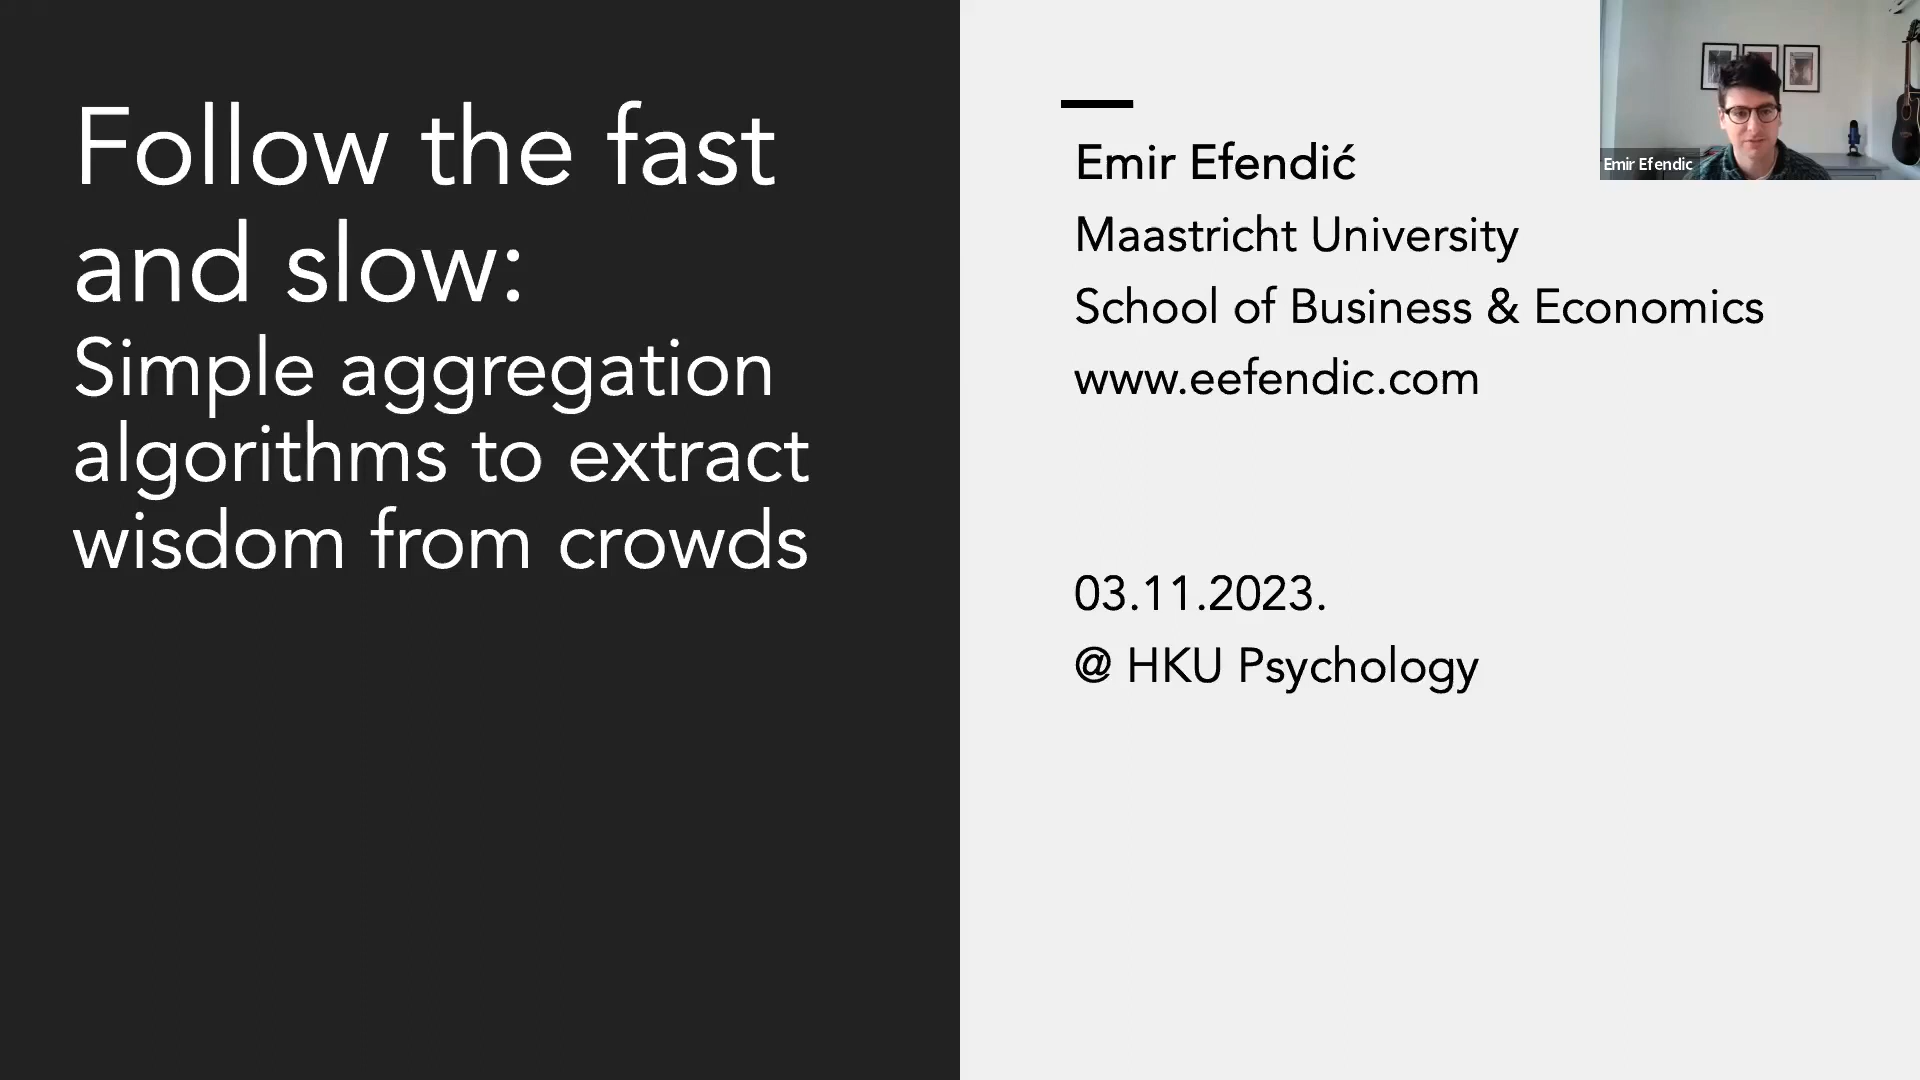 Follow the fast
and slow:
Simple aggregation
algorithms to extract
wisdom from crowds
Emir Efendić
Maastricht University
School of Business & Economics
www.eefendic.com
03.11.2023.
@ HKU Psychology
Emir Efendic